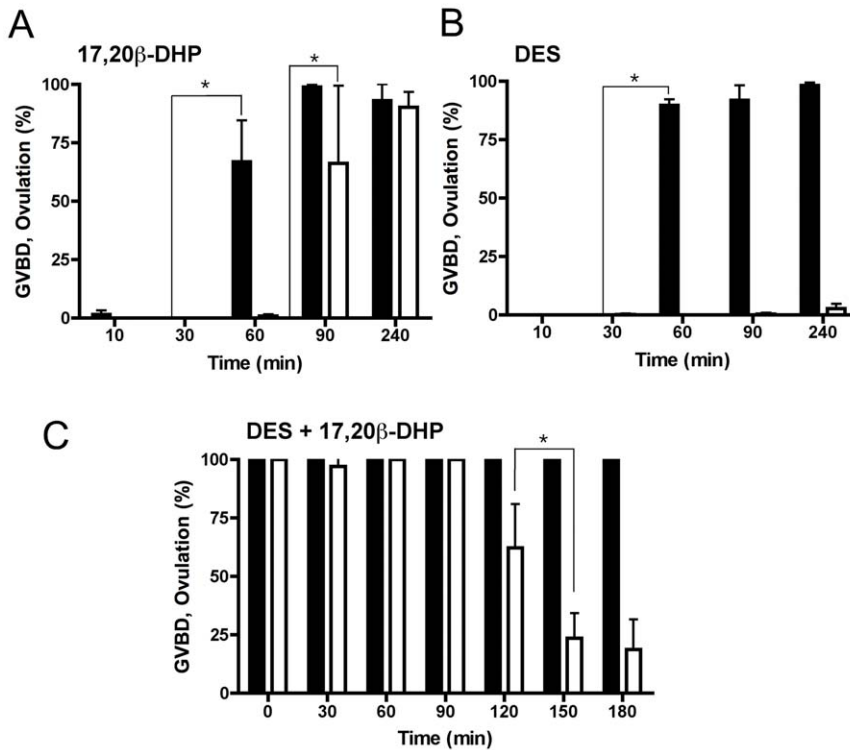 A
17,20β-DHP
GVBD, Ovulation (%)
100
75
50
25
0
*
*
10 30 60 90 240
Time (min)
B
DES
GVBD, Ovulation (%)
100
75
50
25
0
*
10 30 60 90 240
Time (min)
C
DES + 17,20β-DHP
GVBD, Ovulation (%)
100
75
50
25
0
*
0 30 60 90 120 150 180
Time (min)